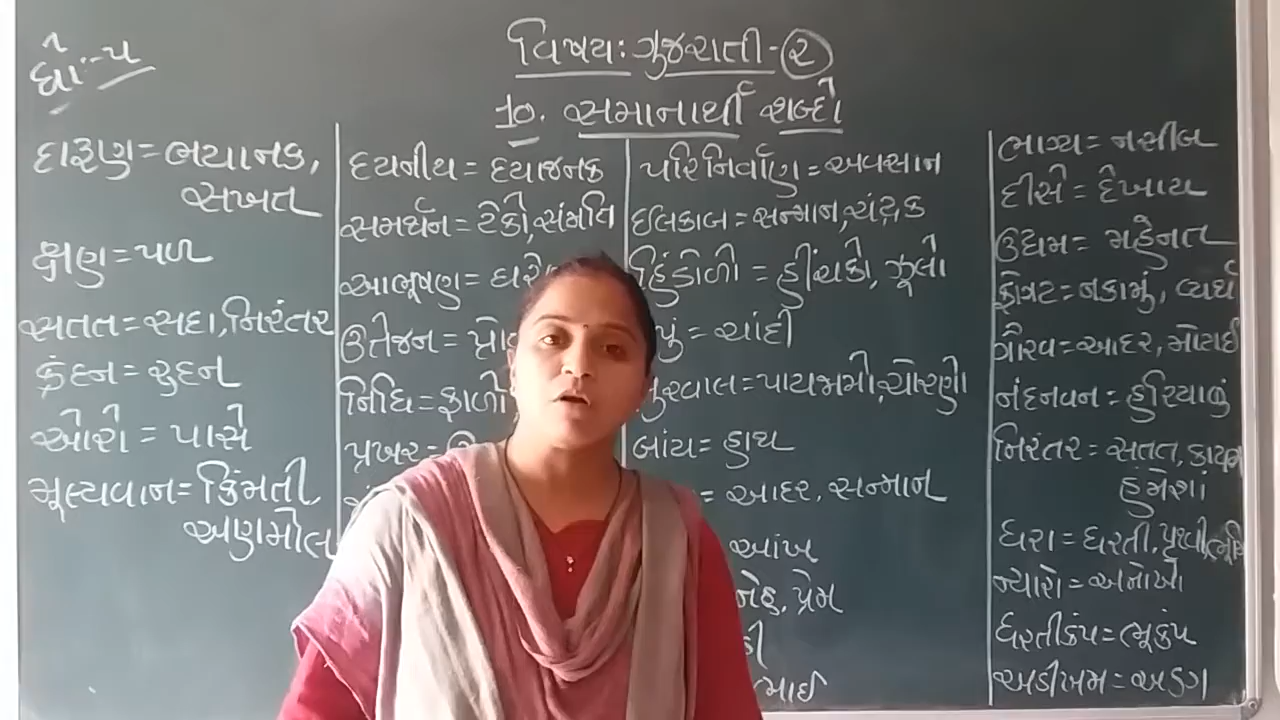 ધો.-૫
વિષય: ગુજરાતી-૨
10. સમાનાર્થી શબ્દો
દારૂણ = ભયાનક,
સખત
ક્ષણ = પળ
સતત = સદા, નિરંતર
ક્રંદન = રુદન
ઓરો = પાસે
મૂલ્યવાન = કિંમતી,
અણમોલ
દયનીય = દયાજનક
સમર્થન = ટેકો, સંમતિ
આભૂષણ =
ઉત્તેજન =
નિધિ = ફાળો
પ્રખર =
પરિનિર્વાણ = અવસાન
ઈલકાબ = સન્માન, ચંદ્રક
હિંડોળો = હીંચકો, ઝૂલો
= ચાંદી
= પાયજામો, ચોરણો
બાંય = હાથ
= આદર, સન્માન
આંખ
પ્રેમ
ભાગ્ય = નસીબ
દીસે = દેખાય
ઉદ્યમ = મહેનત
ફોગટ = નકામું, વ્યર્થ
ગૌરવ = આદર, મોટાઈ
નંદનવન = હરિયાળું
નિરંતર = સતત, કાયમ
હંમેશાં
ધરા = ધરતી, પૃથ્વી, ભૂમિ
ન્યારો = અનોખો
ધરતીકંપ = ભૂકંપ
અડીખમ = અડગ